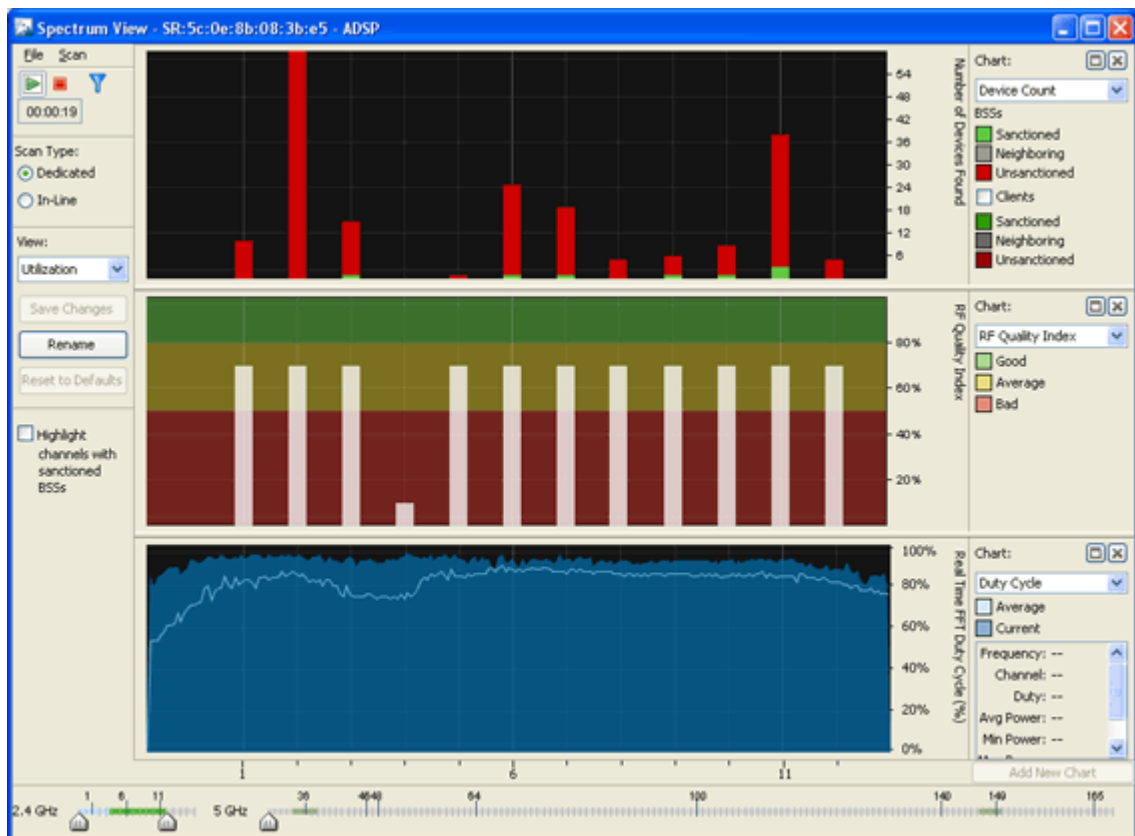 Spectrum View - SR:5c:0e:8b:08:3b:e5 - ADSP
File Scan
00:00:19
Scan Type:
Dedicated
In-Line
View:
Utilization
Save Changes
Rename
Reset to Defaults
Highlight
channels with
sanctioned
BSSs
54
48
42
36
30
24
18
12
6
Number of Devices Found
Chart:
Device Count
BSSs
Sanctioned
Neighboring
Unsanctioned
Clients
Sanctioned
Neighboring
Unsanctioned
80%
60%
40%
20%
RF Quality Index
Chart:
RF Quality Index
Good
Average
Bad
100%
80%
60%
40%
20%
0%
Real Time FFT Duty Cycle (%)
Chart:
Duty Cycle
Average
Current
Frequency: --
Channel: --
Duty: --
Avg Power: --
Min Power: --
1 6 11
Add New Chart
2.4 GHz 1 6 11 5 GHz 36 46 48 64 100 140 149 165